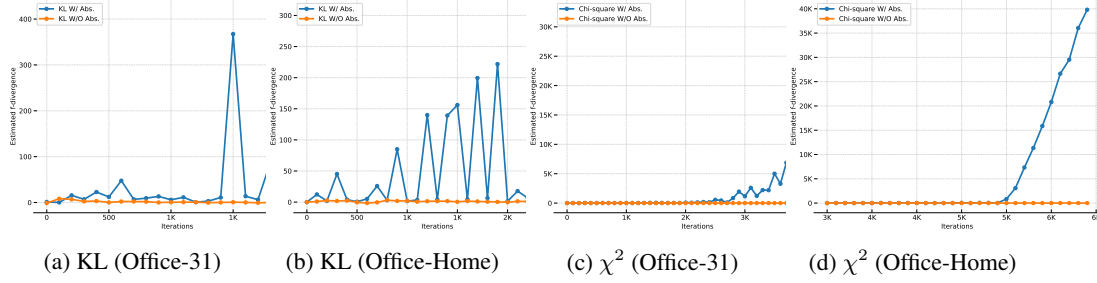 KL W/ Abs.
KL W/O Abs.
Estimated f-divergence
400
300
200
100
0
0
500
1K
1K
Iterations
(a) KL (Office-31)
KL W/ Abs.
KL W/O Abs.
Estimated f-divergence
300
250
200
150
100
50
0
0
500
1K
1K
2K
Iterations
(b) KL (Office-Home)
Chi-square W/ Abs.
Chi-square W/O Abs.
Estimated f-divergence
30K
25K
20K
15K
10K
5K
0
0
1K
2K
3K
Iterations
(c) χ² (Office-31)
Chi-square W/ Abs.
Chi-square W/O Abs.
Estimated f-divergence
40K
35K
30K
25K
20K
15K
10K
5K
0
3K
4K
4K
5K
5K
6K
Iterations
(d) χ² (Office-Home)